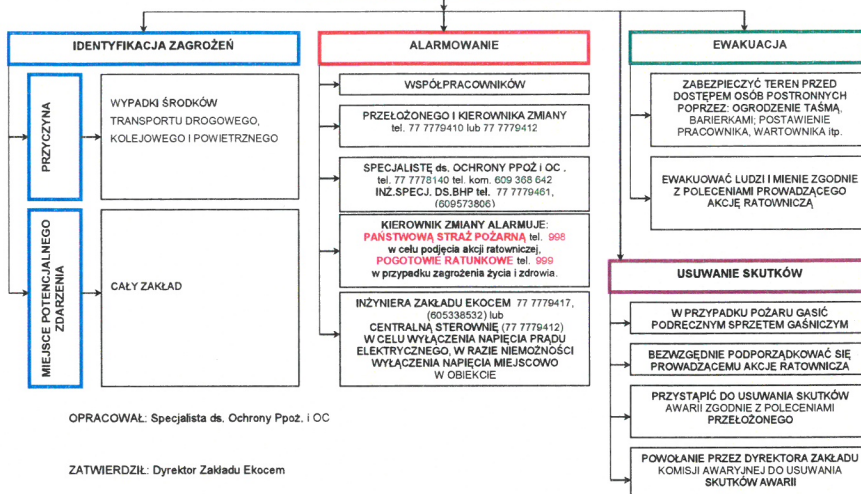 IDENTYFIKACJA ZAGROŻEŃ
PRZYCZYNA
WYPADKI ŚRODKÓW
TRANSPORTU DROGOWEGO,
KOLEJOWEGO I POWIETRZNEGO
MIEJSCE POTENCJALNEGO
ZDARZENIA
CAŁY ZAKŁAD
ALARMOWANIE
WSPÓŁPRACOWNIKÓW
PRZEŁOŻONEGO I KIEROWNIKA ZMIANY
tel. 77 7779410 lub 77 7779412
SPECJALISTĘ ds. OCHRONY PPOŻ i OC .
tel. 77 7778140 tel. kom. 609 368 642
INŻ.SPECJ. DS.BHP tel. 77 7779461,
(609573806)
KIEROWNIK ZMIANY ALARMUJE:
PAŃSTWOWĄ STRAŻ POŻARNĄ tel. 998
w celu podjęcia akcji ratowniczej,
POGOTOWIE RATUNKOWE tel. 999
w przypadku zagrożenia życia i zdrowia.
INŻYNIERA ZAKŁADU EKOCEM 77 7779417,
(605338532) lub
CENTRALNĄ STEROWNIĘ (77 7779412)
W CELU WYŁĄCZENIA NAPIĘCIA PRĄDU
ELEKTRYCZNEGO, W RAZIE NIEMOŻNOŚCI
WYŁĄCZENIA NAPIĘCIA MIEJSCOWO
W OBIEKCIE
EWAKUACJA
ZABEZPIECZYĆ TEREN PRZED
DOSTĘPEM OSÓB POSTRONNYCH
POPRZEZ: OGRODZENIE TAŚMĄ,
BARIERKAMI; POSTAWIENIE
PRACOWNIKA, WARTOWNIKA itp.
EWAKUOWAĆ LUDZI I MIENIE ZGODNIE
Z POLECENIAMI PROWADZĄCEGO
AKCJĘ RATOWNICZĄ
USUWANIE SKUTKÓW
W PRZYPADKU POŻARU GASIĆ
PODRĘCZNYM SPRZĘTEM GAŚNICZYM
BEZWZGLĘDNIE PODPORZĄDKOWAĆ SIĘ
PROWADZĄCEMU AKCJĘ RATOWNICZĄ
PRZYSTĄPIĆ DO USUWANIA SKUTKÓW
AWARII ZGODNIE Z POLECENIAMI
PRZEŁOŻONEGO
POWOŁANIE PRZEZ DYREKTORA ZAKŁADU
KOMISJI AWARYJNEJ DO USUWANIA
SKUTKÓW AWARII
OPRACOWAŁ: Specjalista ds. Ochrony Ppoż. i OC
ZATWIERDZIŁ: Dyrektor Zakładu Ekocem